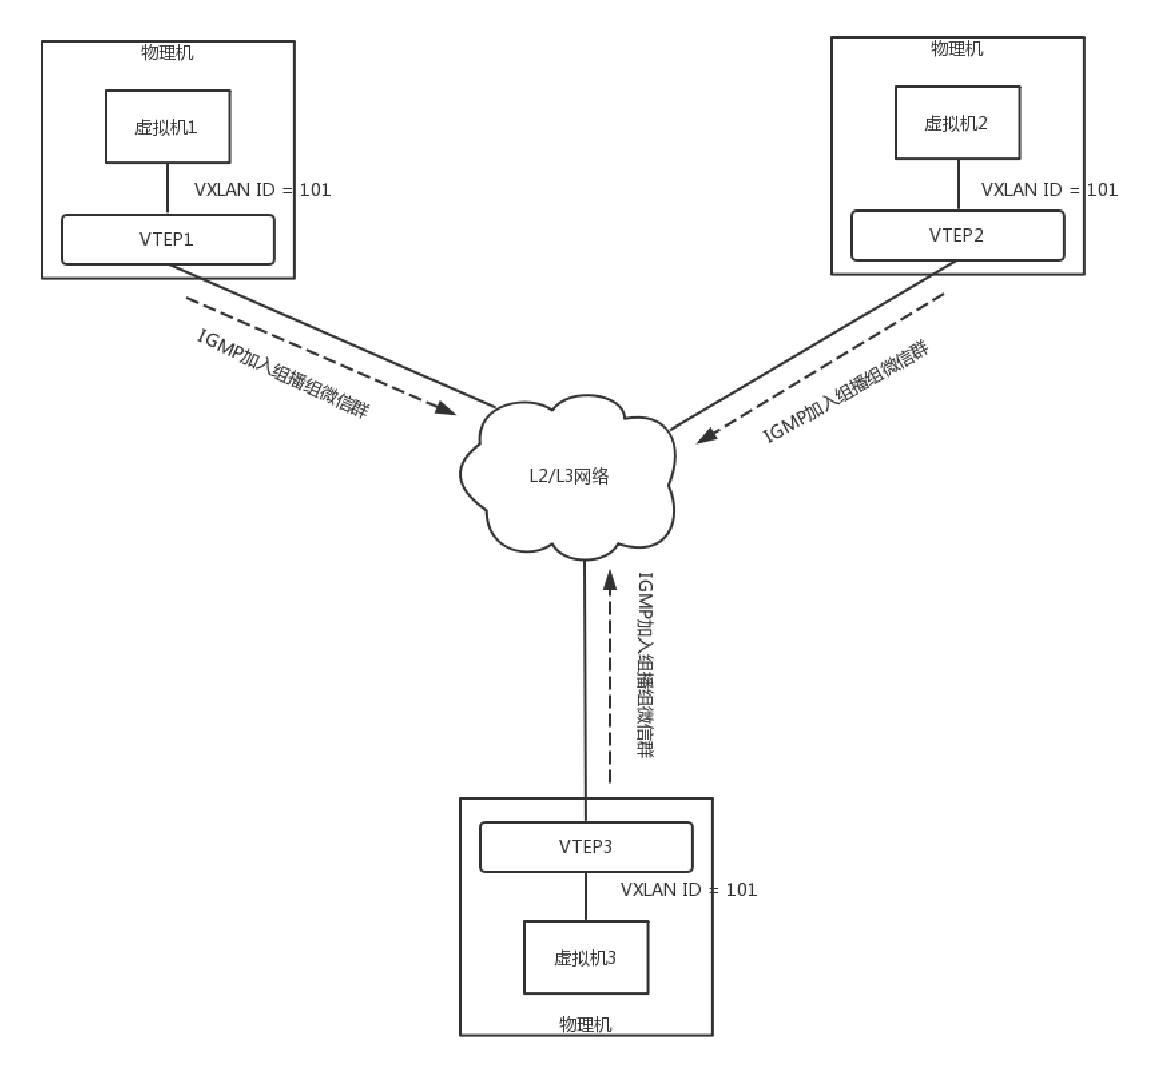 物理机
虚拟机1
VXLAN ID = 101
VTEP1
IGMP加入组播组微信群
物理机
虚拟机2
VXLAN ID = 101
VTEP2
IGMP加入组播组微信群
L2/L3网络
IGMP加入组播组微信群
VTEP3
VXLAN ID = 101
虚拟机3
物理机